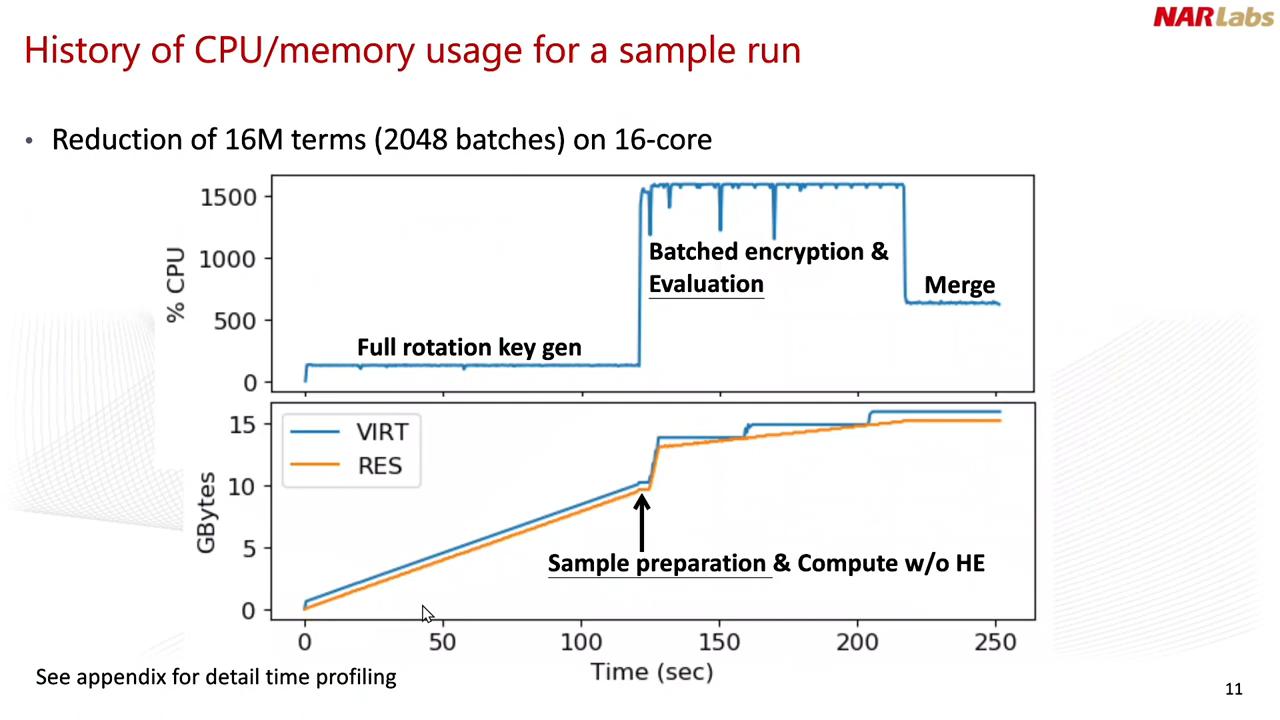 NARLabs
History of CPU/memory usage for a sample run
• Reduction of 16M terms (2048 batches) on 16-core
1500
1000
500
0
% CPU
Batched encryption &
Evaluation
Merge
Full rotation key gen
VIRT
RES
15
10
5
0
GBytes
Sample preparation & Compute w/o HE
0 50 100 150 200 250
Time (sec)
See appendix for detail time profiling
11